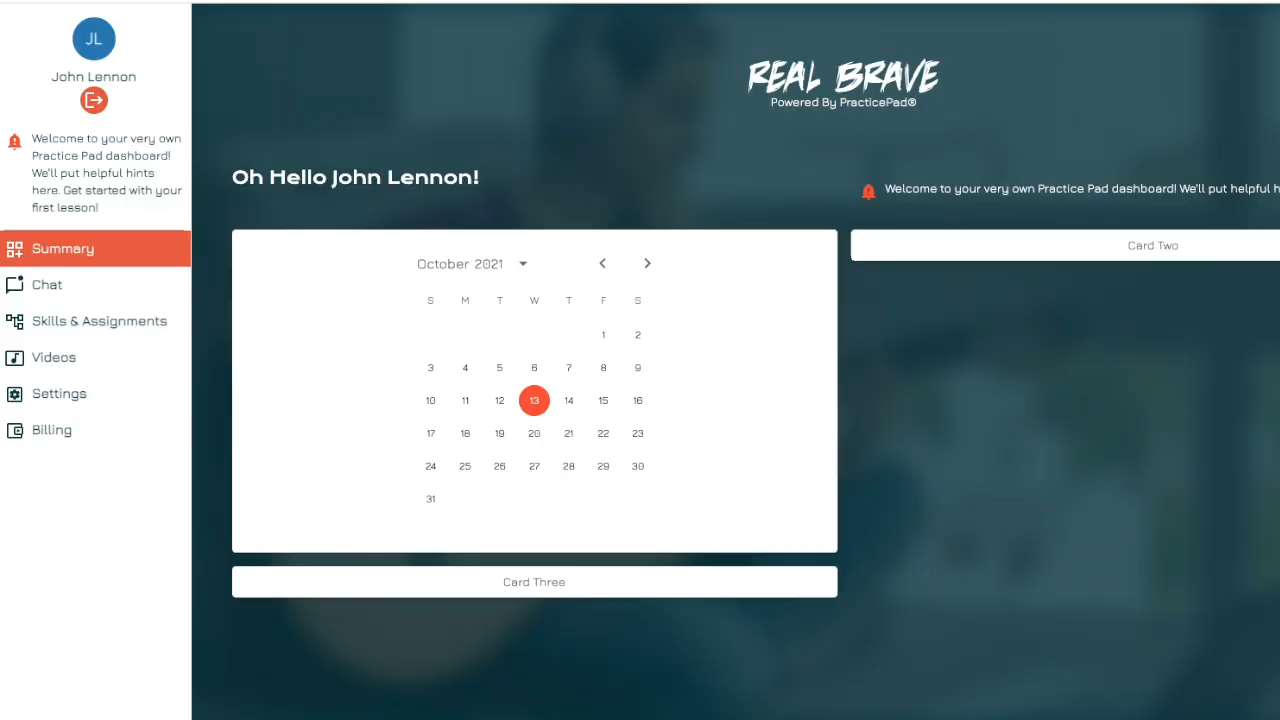 JL
John Lennon
Welcome to your very own
Practice Pad dashboard!
We'll put helpful hints
here. Get started with your
first lesson!
Summary
Chat
Skills & Assignments
Videos
Settings
Billing
REAL BRAVE
Powered By PracticePad®
Oh Hello John Lennon!
Welcome to your very own Practice Pad dashboard! We'll put helpful h
October 2021
S M T W T F S
1 2
3 4 5 6 7 8 9
10 11 12 13 14 15 16
17 18 19 20 21 22 23
24 25 26 27 28 29 30
31
Card Two
Card Three